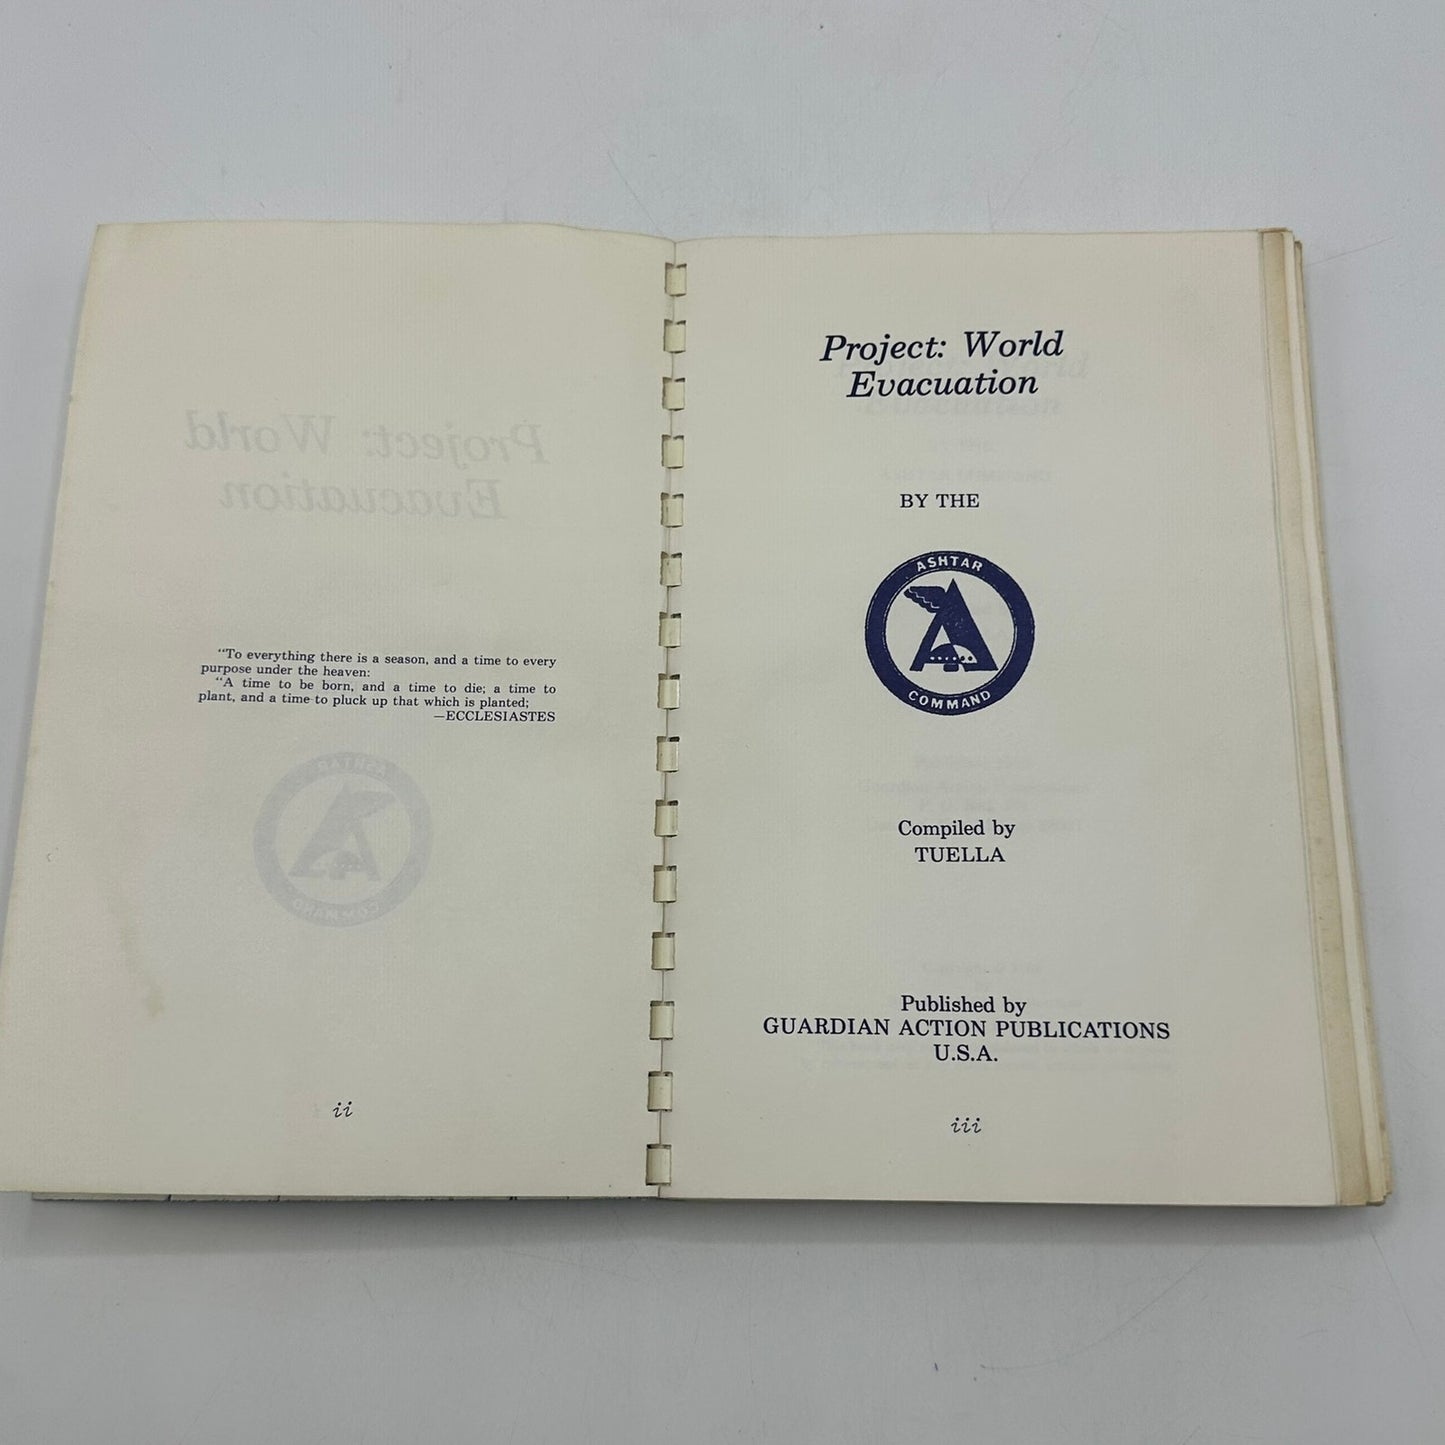 "To everything there is a season, and a time to every
purpose under the heaven:
"A time to be born, and a time to die; a time to
plant, and a time to pluck up that which is planted;
—ECCLESIASTES
ii
Project: World
Evacuation
BY THE
ASHTAR
COMMAND
Compiled by
TUELLA
Published by
GUARDIAN ACTION PUBLICATIONS
U.S.A.
iii